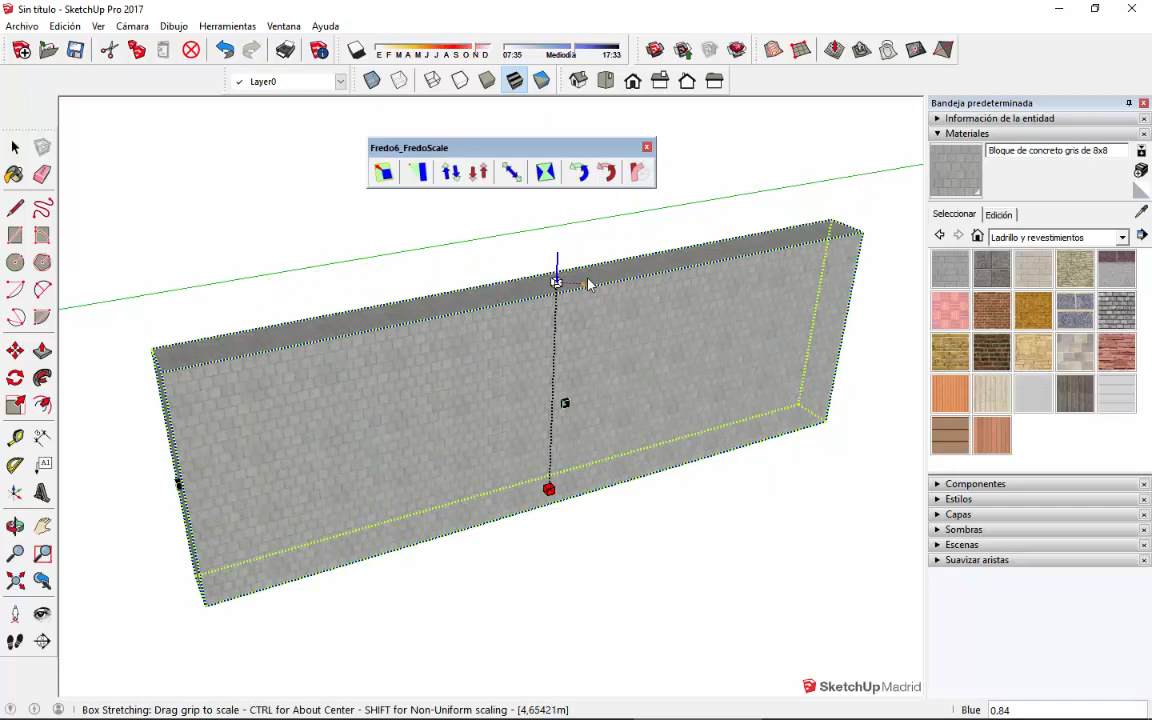 Sin título - SketchUp Pro 2017
Archivo Edición Ver Cámara Dibujo Herramientas Ventana Ayuda
E F M A M J J A S O N D 07:35 Mediodía 17:33
Layer0
Fredo6_FredoScale
Bandeja predeterminada
Información de la entidad
Materiales
Bloque de concreto gris de 8x8
Seleccionar Edición
Ladrillo y revestimientos
A1
Componentes
Estilos
Capas
Sombras
Escenas
Suavizar aristas
SketchUpMadrid
Box Stretching: Drag grip to scale - CTRL for About Center - SHIFT for Non-Uniform scaling - [4,65421m]
Blue 0.84